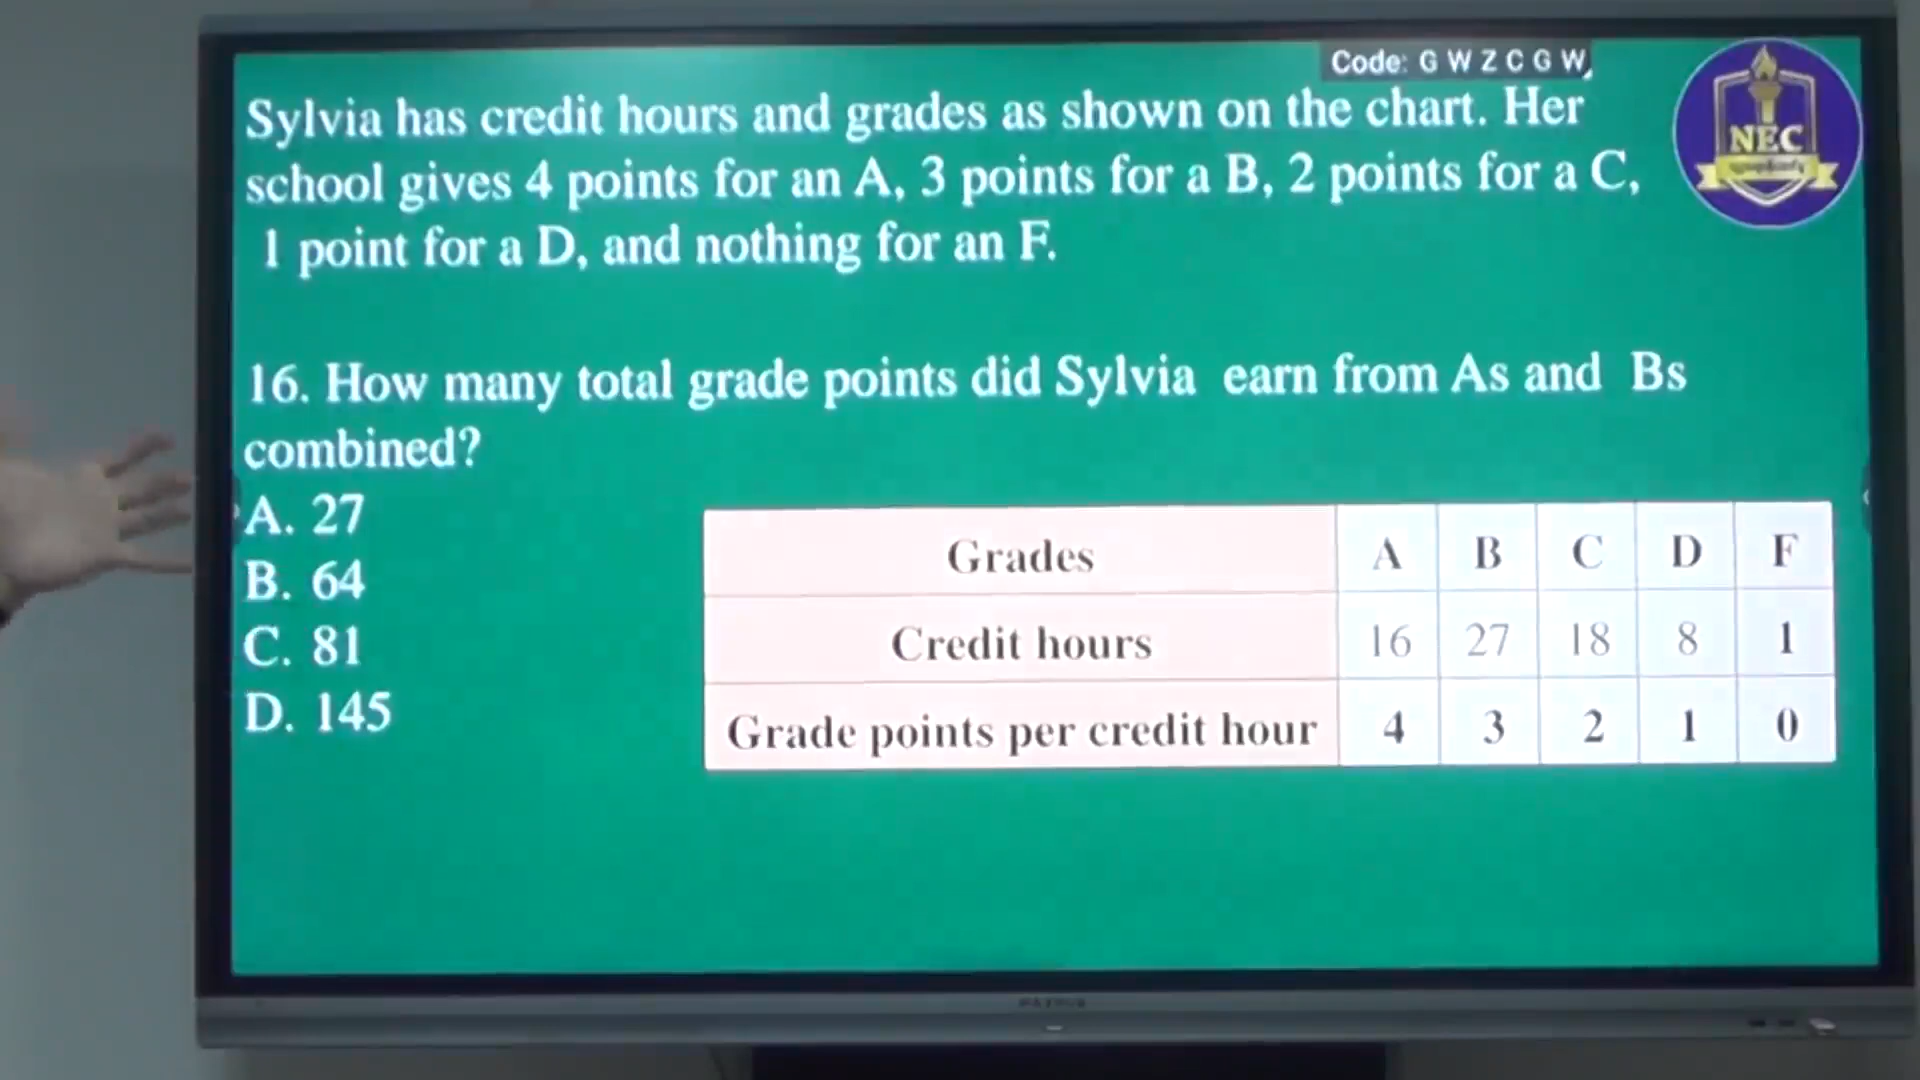 Code: G W Z C G W
NEC
Sylvia has credit hours and grades as shown on the chart. Her
school gives 4 points for an A, 3 points for a B, 2 points for a C,
1 point for a D, and nothing for an F.
16. How many total grade points did Sylvia earn from As and Bs
combined?
A. 27
B. 64
C. 81
D. 145
Grades A B C D F
Credit hours 16 27 18 8 1
Grade points per credit hour 4 3 2 1 0